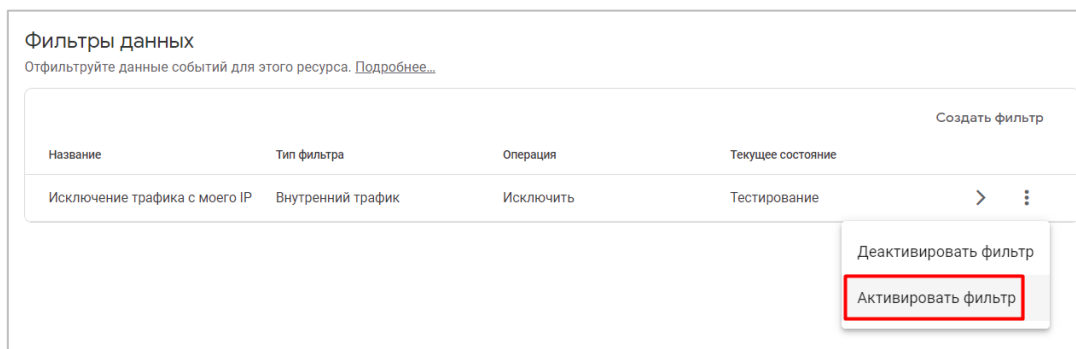 Фильтры данных
Отфильтруйте данные событий для этого ресурса. Подробнее...
Создать фильтр
Название Тип фильтра Операция Текущее состояние
Исключение трафика с моего IP Внутренний трафик Исключить Тестирование
Деактивировать фильтр
Активировать фильтр